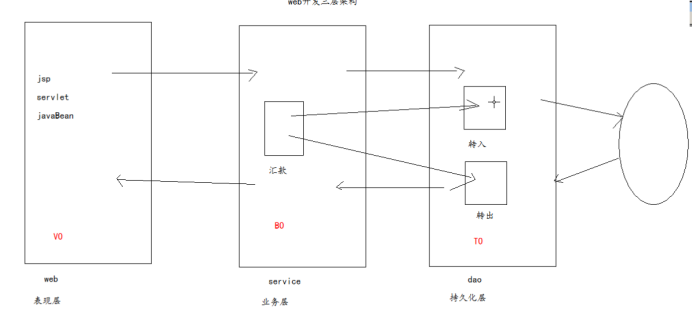 web开发三层架构
jsp
servlet
javaBean
汇款
转入
转出
VO
BO
TO
web
service
dao
表现层
业务层
持久化层